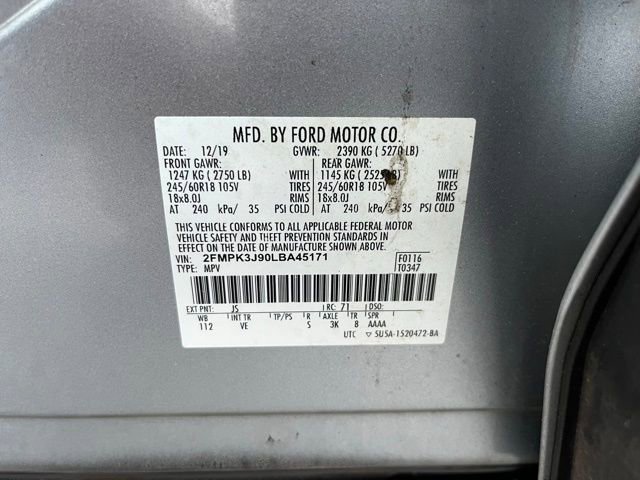 MFD. BY FORD MOTOR CO.
DATE: 12/19 GVWR: 2390 KG ( 5270 LB)
FRONT GAWR: REAR GAWR:
1247 KG ( 2750 LB) WITH 1145 KG ( 2525 LB) WITH
245/60R18 105V TIRES 245/60R18 105V TIRES
18x8.0J RIMS 18x8.0J RIMS
AT 240 kPa/ 35 PSI COLD AT 240 kPa/ 35 PSI COLD
THIS VEHICLE CONFORMS TO ALL APPLICABLE FEDERAL MOTOR
VEHICLE SAFETY AND THEFT PREVENTION STANDARDS IN
EFFECT ON THE DATE OF MANUFACTURE SHOWN ABOVE.
VIN: 2FMPK3J90LBA45171 F0116
TYPE: MPV T0347
EXT PNT: JS RC: 71 DSO:
WB INT TR TP/PS R AXLE TR SPR
112 VE 5 3K 8 AAAA
UTC ▽ 5U5A-1520472-BA